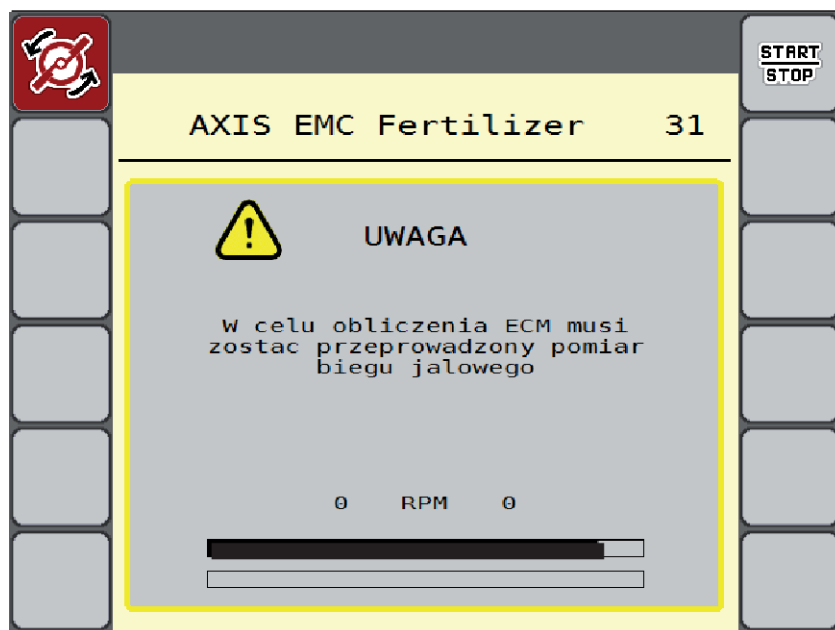 START
STOP
AXIS EMC Fertilizer 31
UWAGA
W celu obliczenia ECM musi
zostac przeprowadzony pomiar
biegu jalowego
0 RPM 0